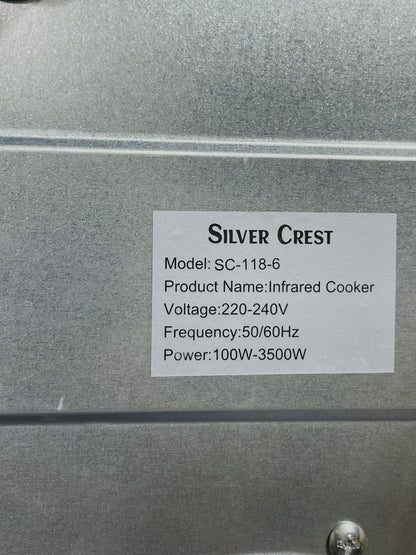 SILVER CREST
Model: SC-118-6
Product Name:Infrared Cooker
Voltage:220-240V
Frequency:50/60Hz
Power:100W-3500W